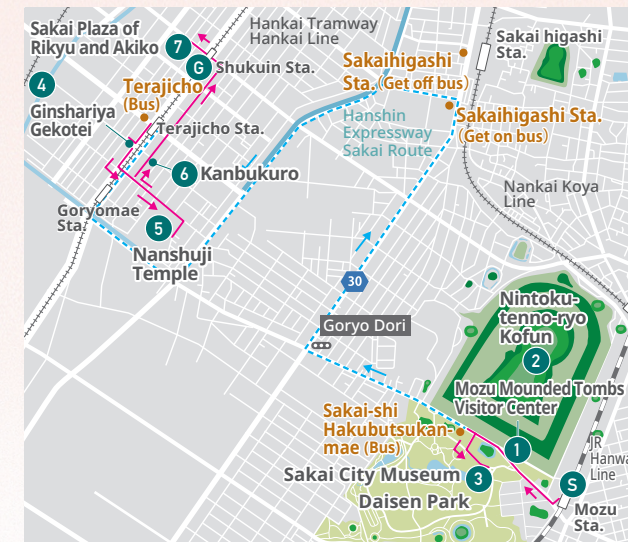 Hankai Tramway
Hankai Line
Sakai Plaza of
Rikyu and Akiko
7
G
Shukuin Sta.
Sakaihigashi
Sta. (Get off bus)
Sakai higashi
Sta.
4
Terajicho
(Bus)
Ginshariya
Gekotei
Terajicho Sta.
Hanshin
Expressway
Sakai Route
Sakaihigashi Sta.
(Get on bus)
6
Kanbukuro
Nankai Koya
Line
Goryomae
Sta.
5
Nanshuji
Temple
30
Goryo Dori
Nintoku-
tenno-ryo
Kofun
2
Mozu Mounded Tombs
Visitor Center
1
Sakai-shi
Hakubutsukan-
mae (Bus)
JR
Hanwa
Line
Sakai City Museum
3
S
Daisen Park
Mozu
Sta.